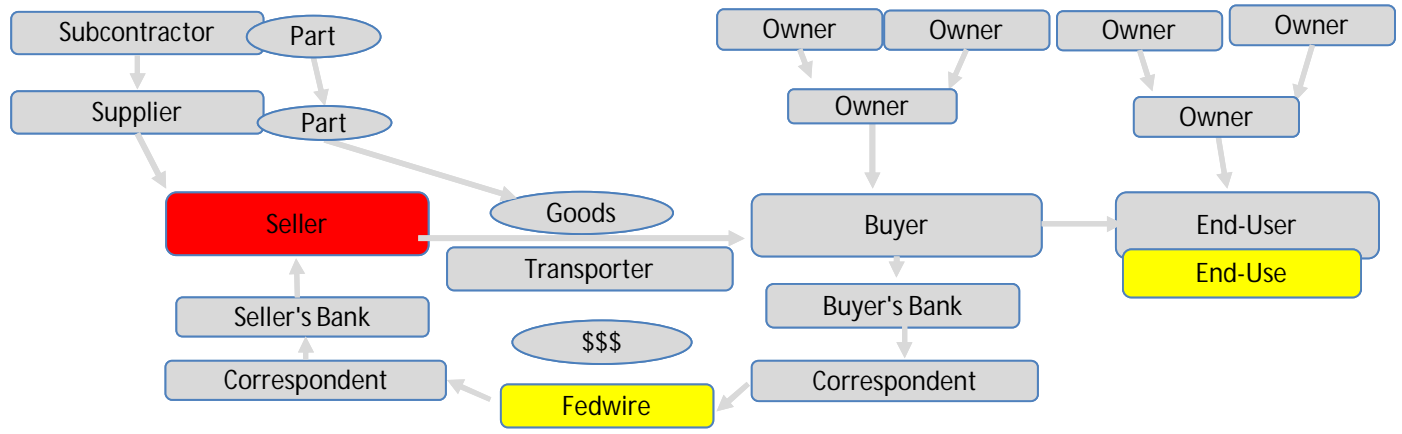 Subcontractor
Part
Owner
Owner
Owner
Owner
Supplier
Part
Owner
Owner
Seller
Goods
Buyer
End-User
Transporter
End-Use
Seller's Bank
$$$
Buyer's Bank
Correspondent
Fedwire
Correspondent